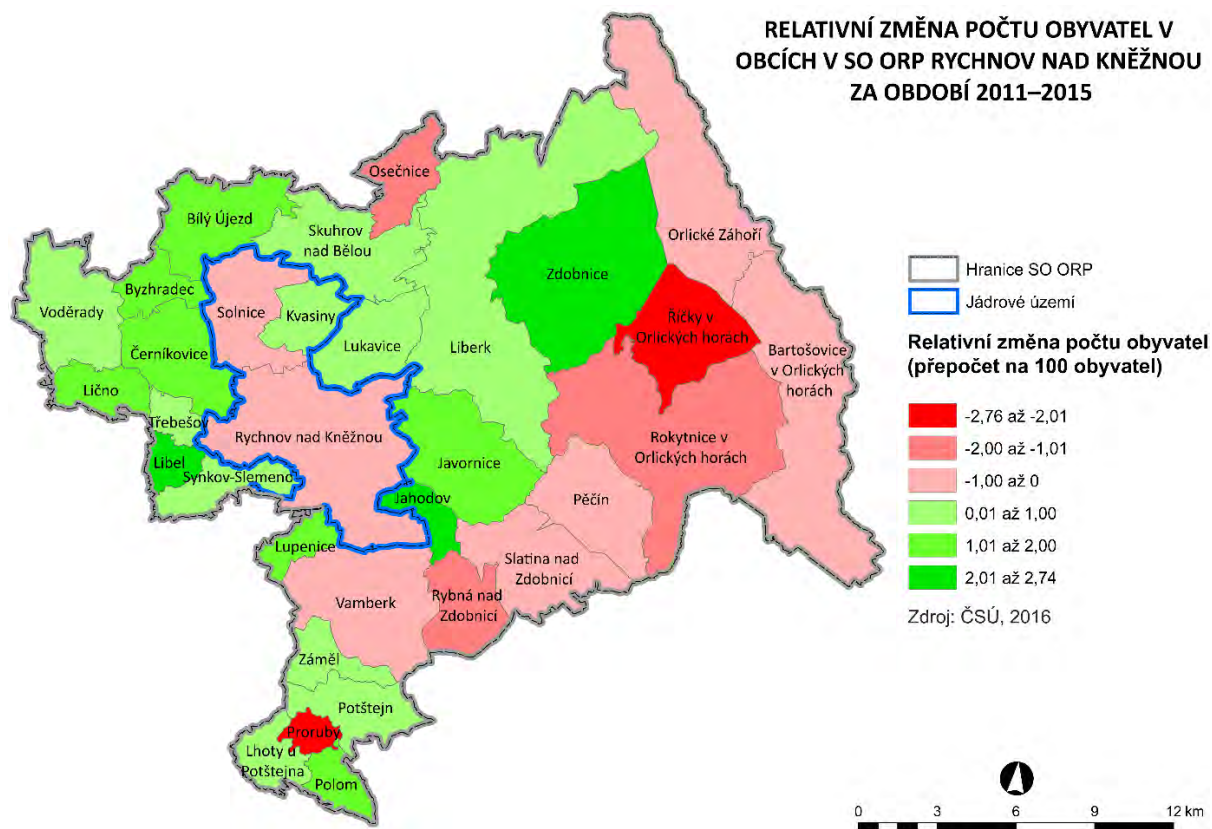 RELATIVNÍ ZMĚNA POČTU OBYVATEL V
OBCÍCH V SO ORP RYCHNOV NAD KNĚŽNOU
ZA OBDOBÍ 2011–2015
Osečnice
Bílý Újezd
Skuhrov
nad Bělou
Orlické Záhoří
Zdobnice
Byzhradec
Solnice
Kvasiny
Voděrady
Říčky v
Orlických horách
Lukavice
Liberk
Černíkovice
Bartošovice
v Orlických
horách
Lično
Třebešov
Rychnov nad Kněžnou
Rokytnice v
Orlických horách
Libel
Javornice
Synkov-Slemeno
Jahodov
Pěčín
Lupenice
Slatina nad
Zdobnicí
Vamberk
Rybná nad
Zdobnicí
Záměl
Potštejn
Proruby
Lhoty u
Potštejna
Polom
Hranice SO ORP
Jádrové území
Relativní změna počtu obyvatel
(přepočet na 100 obyvatel)
-2,76 až -2,01
-2,00 až -1,01
-1,00 až 0
0,01 až 1,00
1,01 až 2,00
2,01 až 2,74
Zdroj: ČSÚ, 2016
0 3 6 9 12 km